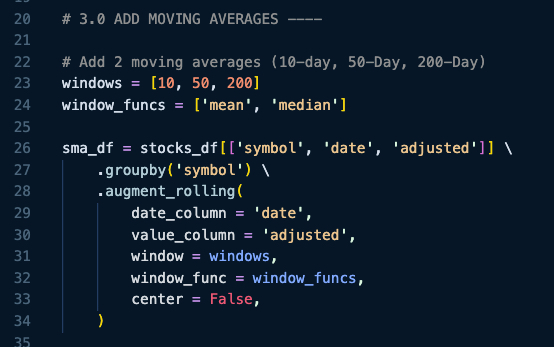 20 # 3.0 ADD MOVING AVERAGES ----
21
22 # Add 2 moving averages (10-day, 50-Day, 200-Day)
23 windows = [10, 50, 200]
24 window_funcs = ['mean', 'median']
25
26 sma_df = stocks_df[['symbol', 'date', 'adjusted']] \
27     .groupby('symbol') \
28     .augment_rolling(
29         date_column = 'date',
30         value_column = 'adjusted',
31         window = windows,
32         window_func = window_funcs,
33         center = False,
34     )
35